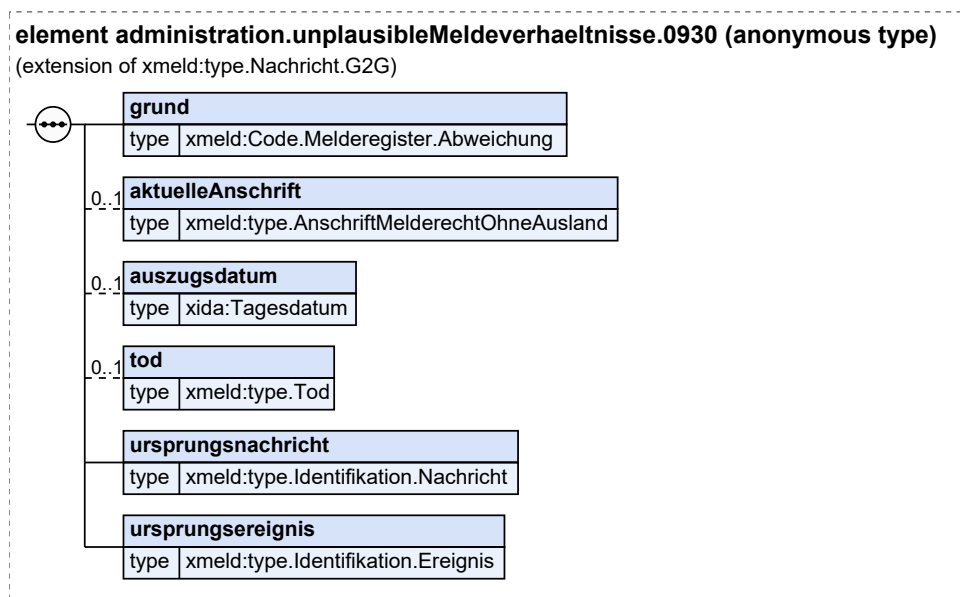 element administration.unplausibleMeldeverhaeltnisse.0930 (anonymous type)
(extension of xmeld:type.Nachricht.G2G)
grund
type xmeld:Code.Melderegister.Abweichung
0..1 aktuelleAnschrift
type xmeld:type.AnschriftMelderechtOhneAusland
0..1 auszugsdatum
type xida:Tagesdatum
0..1 tod
type xmeld:type.Tod
ursprungsnachricht
type xmeld:type.Identifikation.Nachricht
ursprungsereignis
type xmeld:type.Identifikation.Ereignis